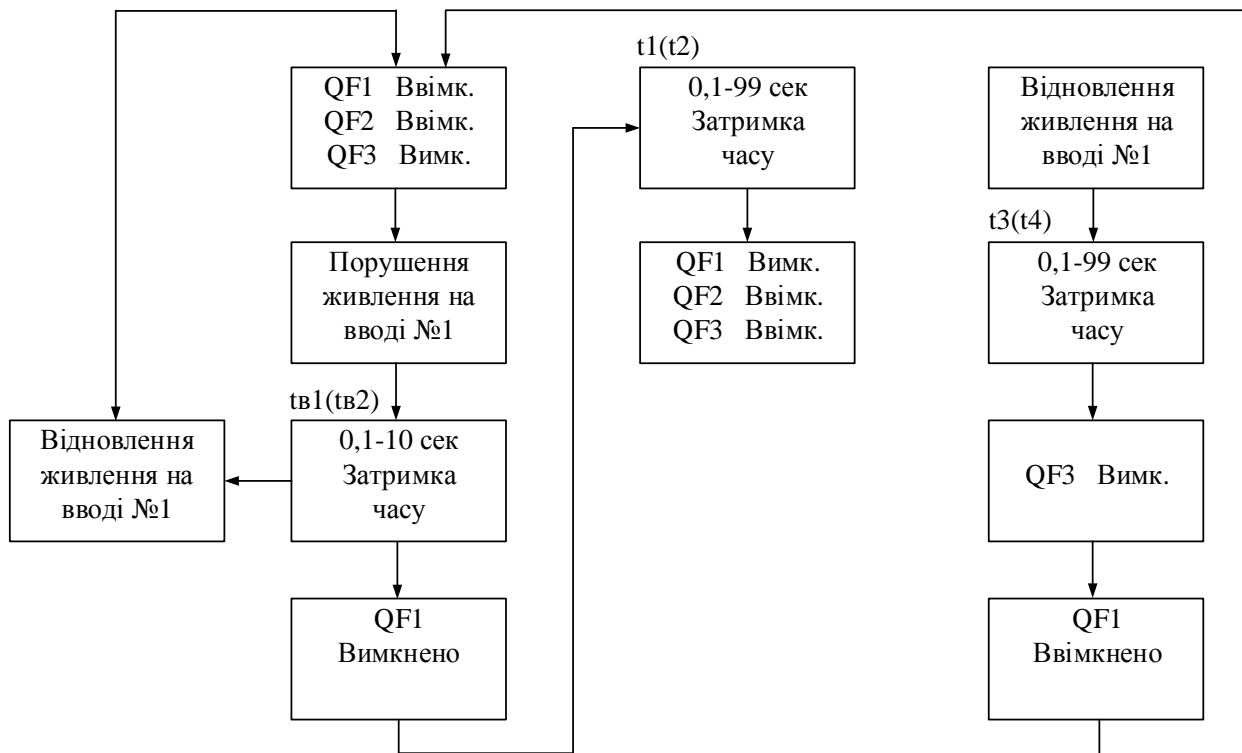 QF1 Ввімк.
QF2 Ввімк.
QF3 Вимк.
Порушення
живлення на
вводі №1
tв1(tв2)
0,1-10 сек
Затримка
часу
Відновлення
живлення на
вводі №1
QF1
Вимкнено
t1(t2)
0,1-99 сек
Затримка
часу
QF1 Вимк.
QF2 Ввімк.
QF3 Ввімк.
Відновлення
живлення на
вводі №1
t3(t4)
0,1-99 сек
Затримка
часу
QF3 Вимк.
QF1
Ввімкнено